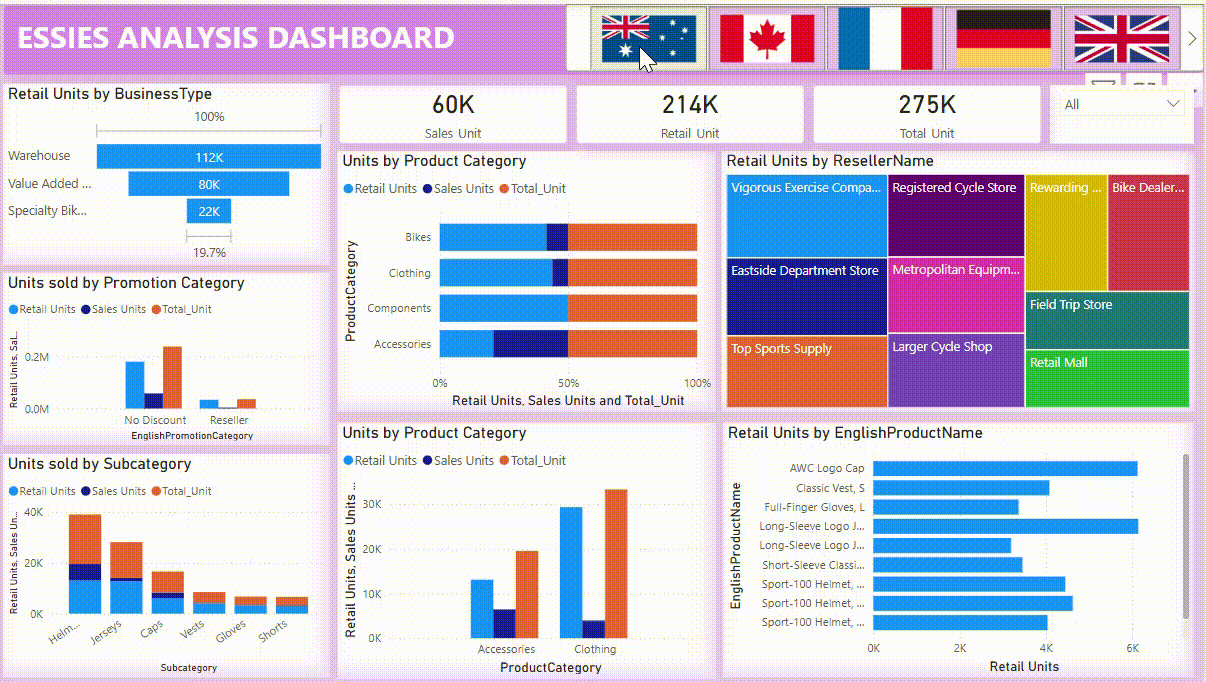 ESSIES ANALYSIS DASHBOARD
Retail Units by BusinessType
100%
Warehouse 112K
Value Added ... 80K
Specialty Bik... 22K
19.7%
60K
Sales Unit
214K
Retail Unit
275K
Total Unit
All
Units by Product Category
Retail Units Sales Units Total_Unit
ProductCategory
Bikes
Clothing
Components
Accessories
0% 50% 100%
Retail Units, Sales Units and Total_Unit
Retail Units by ResellerName
Vigorous Exercise Compa...
Registered Cycle Store
Rewarding ...
Bike Dealer...
Eastside Department Store
Metropolitan Equipm...
Field Trip Store
Top Sports Supply
Larger Cycle Shop
Retail Mall
Units sold by Promotion Category
Retail Units Sales Units Total_Unit
Retail Units, Sal...
0.2M
0.0M
No Discount Reseller
EnglishPromotionCategory
Units sold by Subcategory
Retail Units Sales Units Total_Unit
Retail Units, Sales Un...
40K
20K
0K
Helm... Jerseys Caps Vests Gloves Shorts
Subcategory
Units by Product Category
Retail Units Sales Units Total_Unit
Retail Units, Sales Units ...
30K
20K
10K
0K
Accessories Clothing
ProductCategory
Retail Units by EnglishProductName
EnglishProductName
AWC Logo Cap
Classic Vest, S
Full-Finger Gloves, L
Long-Sleeve Logo J...
Long-Sleeve Logo J...
Short-Sleeve Classi...
Sport-100 Helmet, ...
Sport-100 Helmet, ...
Sport-100 Helmet, ...
0K 2K 4K 6K
Retail Units